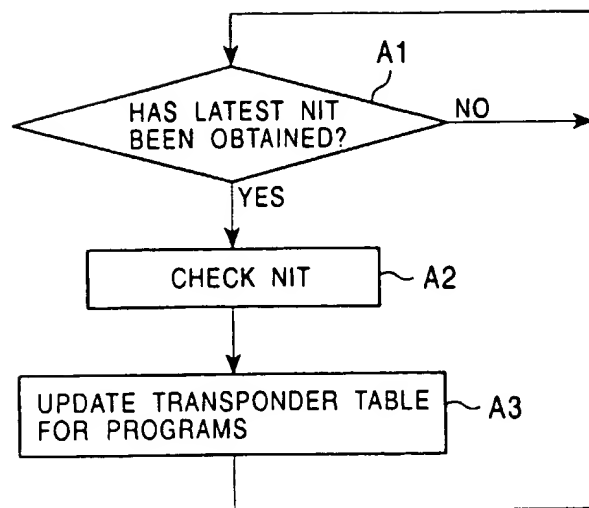 A1
HAS LATEST NIT
BEEN OBTAINED?
NO
YES
CHECK NIT
A2
UPDATE TRANSPONDER TABLE
FOR PROGRAMS
A3